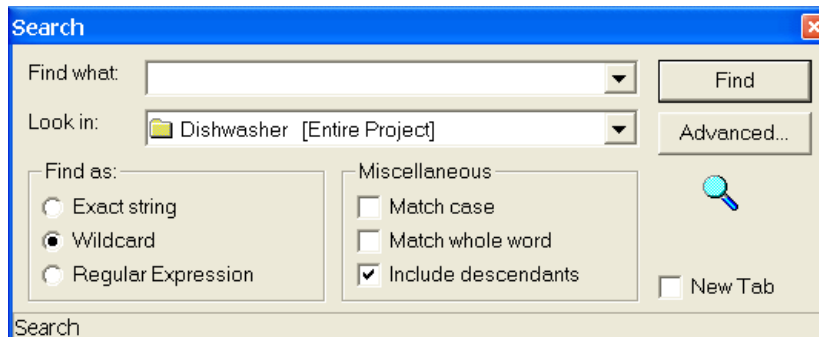 Search
Find what:
Find
Look in:
Dishwasher [Entire Project]
Advanced...
Find as:
Exact string
Wildcard
Regular Expression
Miscellaneous
Match case
Match whole word
Include descendants
New Tab
Search